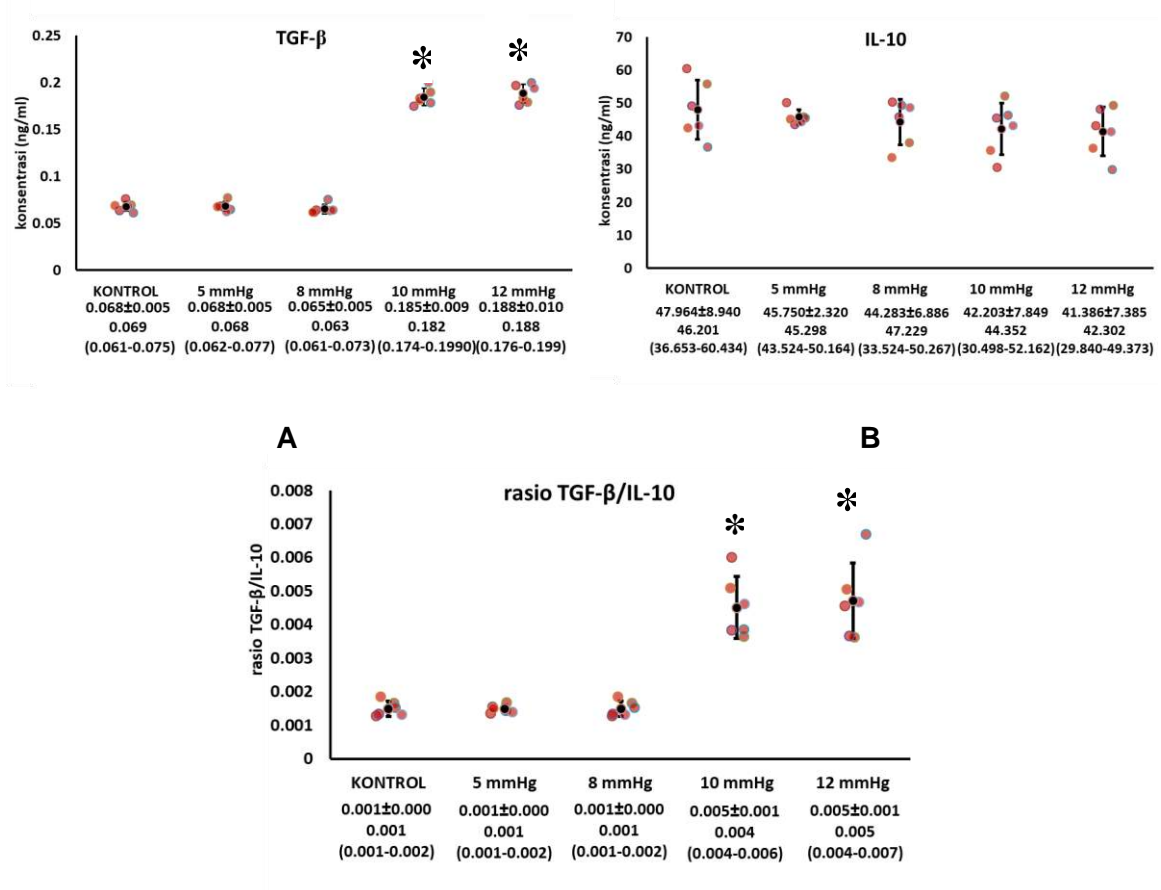 TGF-β
*
*
0.25
0.2
0.15
0.1
0.05
0
konsentrasi (ng/ml)
KONTROL 5 mmHg 8 mmHg 10 mmHg 12 mmHg
0.068±0.005 0.068±0.005 0.065±0.005 0.185±0.009 0.188±0.010
0.069 0.068 0.063 0.182 0.188
(0.061-0.075) (0.062-0.077) (0.061-0.073) (0.174-0.1990)(0.176-0.199)
A
IL-10
70
60
50
40
30
20
10
0
konsentrasi (ng/ml)
KONTROL 5 mmHg 8 mmHg 10 mmHg 12 mmHg
47.964±8.940 45.750±2.320 44.283±6.886 42.203±7.849 41.386±7.385
46.201 45.298 47.229 44.352 42.302
(36.653-60.434) (43.524-50.164) (33.524-50.267) (30.498-52.162) (29.840-49.373)
B
rasio TGF-β/IL-10
*
*
0.008
0.007
0.006
0.005
0.004
0.003
0.002
0.001
0
rasio TGF-β/IL-10
KONTROL 5 mmHg 8 mmHg 10 mmHg 12 mmHg
0.001±0.000 0.001±0.000 0.001±0.000 0.005±0.001 0.005±0.001
0.001 0.001 0.001 0.004 0.005
(0.001-0.002) (0.001-0.002) (0.001-0.002) (0.004-0.006) (0.004-0.007)